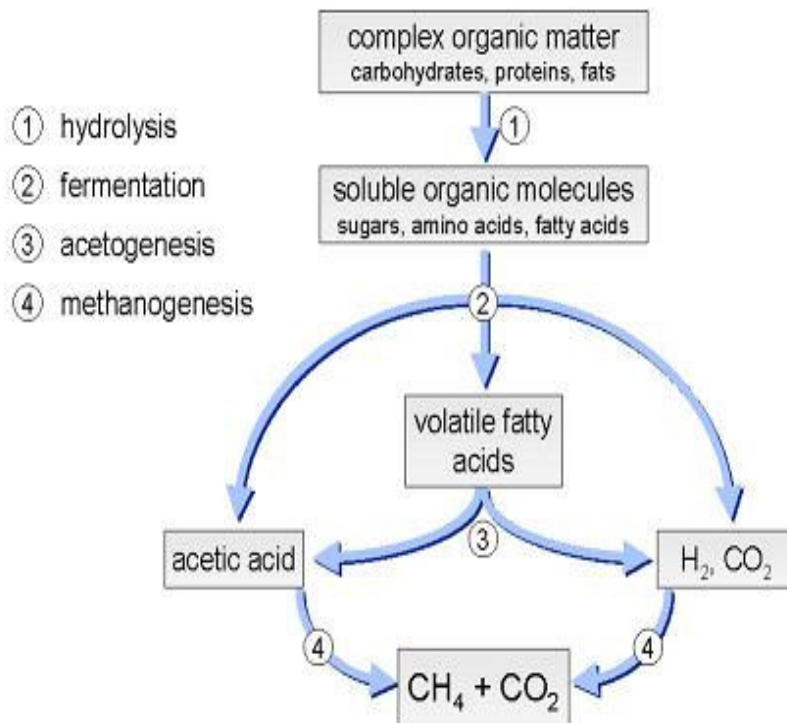 complex organic matter
carbohydrates, proteins, fats
① hydrolysis
② fermentation
③ acetogenesis
④ methanogenesis
①
soluble organic molecules
sugars, amino acids, fatty acids
②
volatile fatty
acids
③
acetic acid
H₂, CO₂
④
④
CH₄ + CO₂